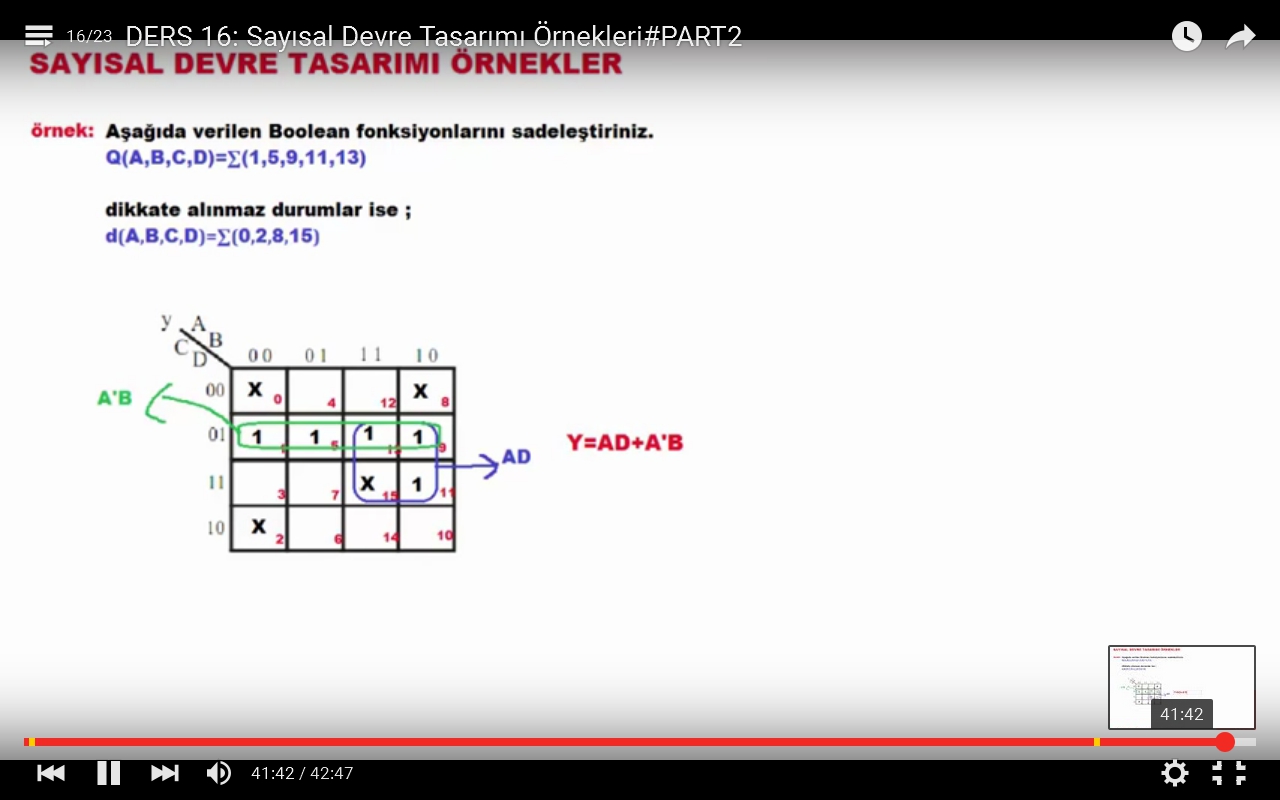 16/23 DERS 16: Sayısal Devre Tasarımı Örnekleri#PART2
SAYISAL DEVRE TASARIMI ÖRNEKLER
örnek: Aşağıda verilen Boolean fonksiyonlarını sadeleştiriniz.
Q(A,B,C,D)=∑(1,5,9,11,13)
dikkate alınmaz durumlar ise ;
d(A,B,C,D)=∑(0,2,8,15)
y A
B
C
D
00 01 11 10
00 X 0 4 12 X 8
A'B
01 1 1 5 1 13 1 9
Y=AD+A'B
AD
11 3 7 X 15 1 11
10 X 2 6 14 10
41:42
41:42 / 42:47